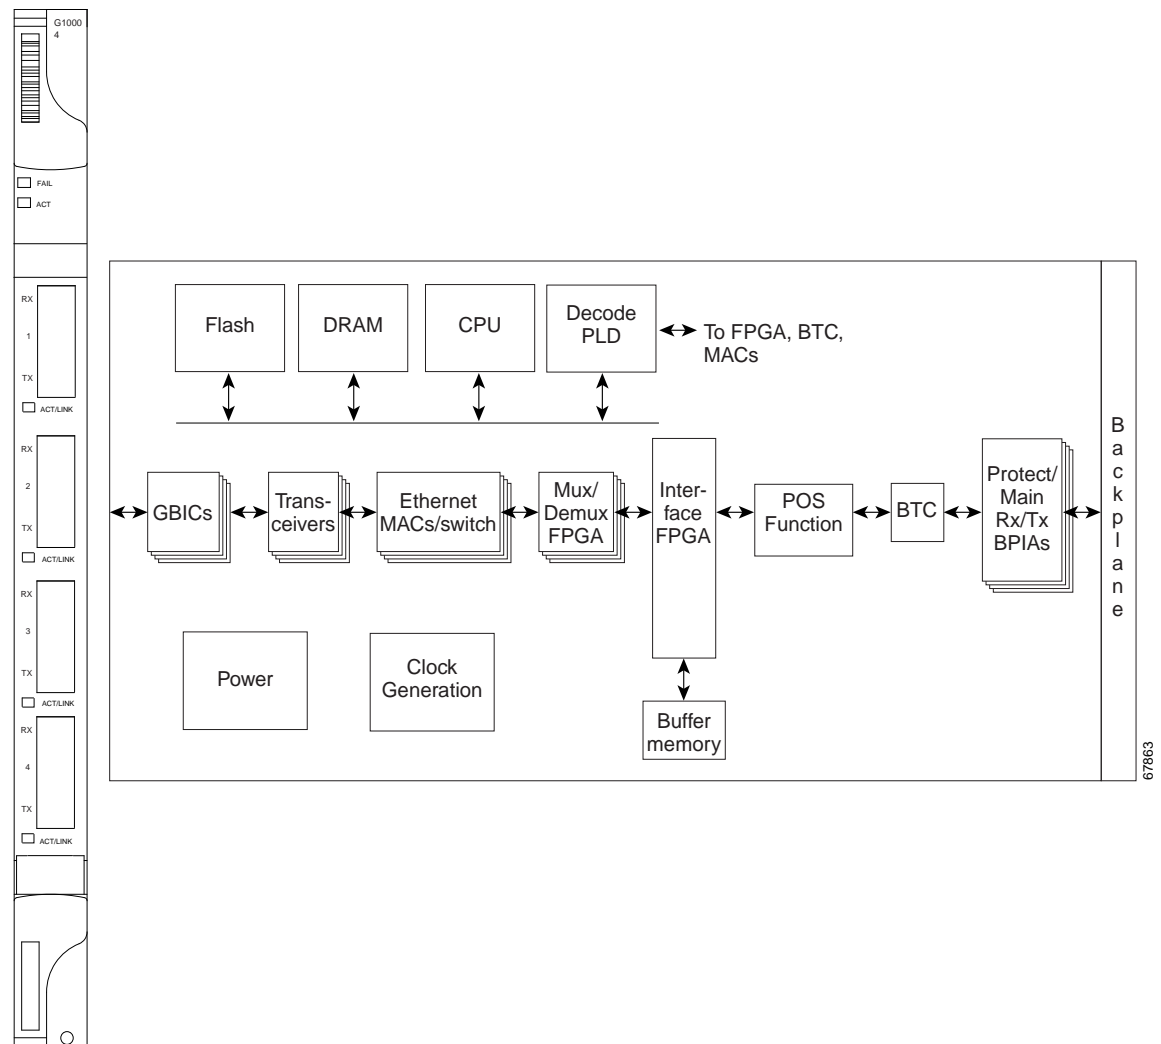 G1000
4
FAIL
ACT
RX
1
TX
ACT/LINK
RX
2
TX
ACT/LINK
RX
3
TX
ACT/LINK
RX
4
TX
ACT/LINK
Flash
DRAM
CPU
Decode
PLD
To FPGA, BTC,
MACs
GBICs
Trans-
ceivers
Ethernet
MACs/switch
Mux/
Demux
FPGA
Inter-
face
FPGA
POS
Function
BTC
Protect/
Main
Rx/Tx
BPIAs
Backplane
Power
Clock
Generation
Buffer
memory
67863